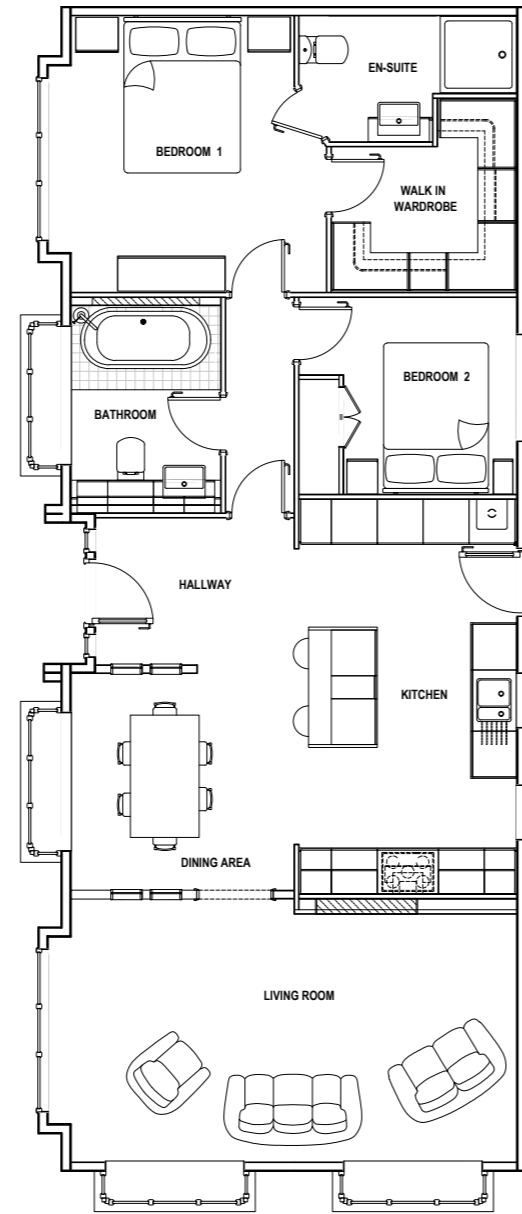 EN-SUITE
BEDROOM 1
WALK IN
WARDROBE
BEDROOM 2
BATHROOM
HALLWAY
KITCHEN
DINING AREA
LIVING ROOM